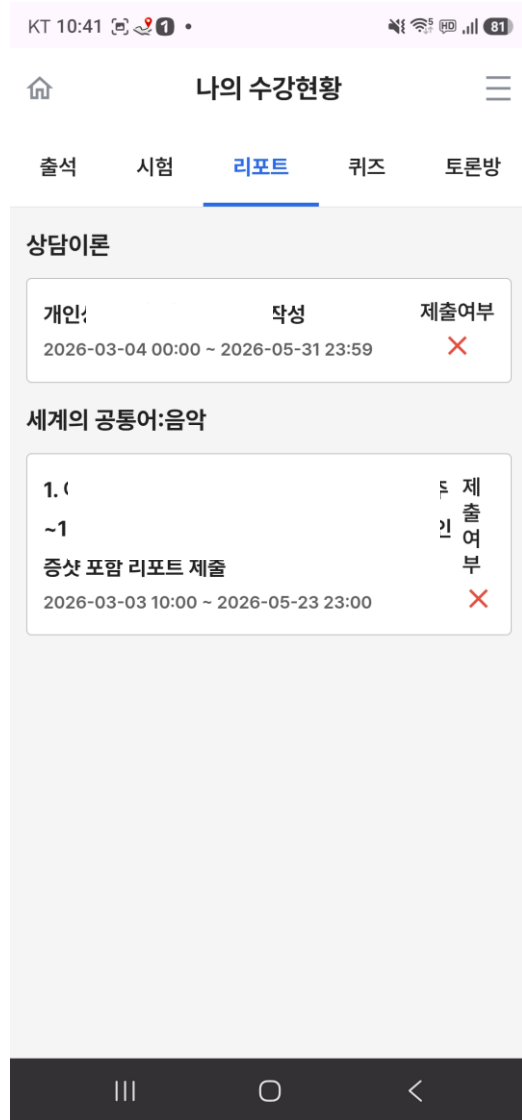 KT 10:41 1
HD 81
나의 수강현황
출석 시험 리포트 퀴즈 토론방
상담이론
개인 작성 제출여부
2026-03-04 00:00 ~ 2026-05-31 23:59
세계의 공통어:음악
1. 제출여부
~1
증샷 포함 리포트 제출
2026-03-03 10:00 ~ 2026-05-23 23:00